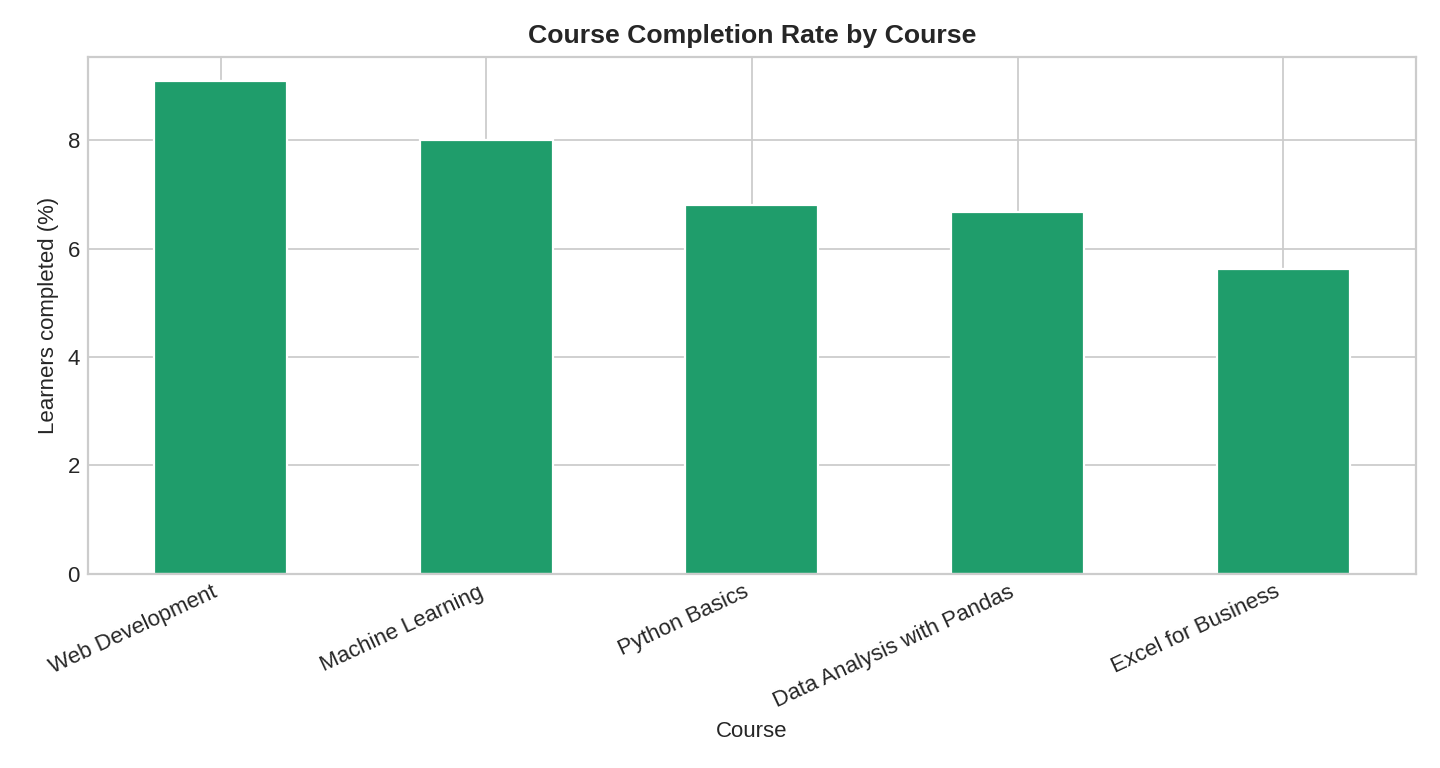 Course Completion Rate by Course
Learners completed (%)
8
6
4
2
0
Web Development
Machine Learning
Python Basics
Data Analysis with Pandas
Excel for Business
Course